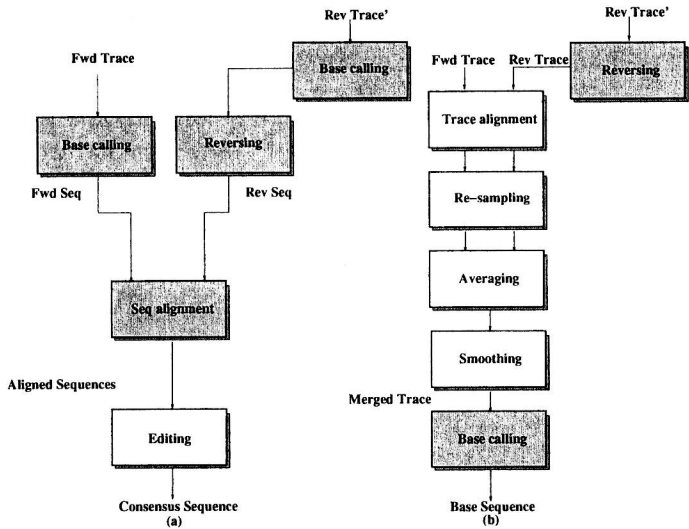 Rev Trace'
Base calling
Fwd Trace
Base calling
Reversing
Fwd Seq
Rev Seq
Seq alignment
Aligned Sequences
Editing
Consensus Sequence
(a)
Rev Trace'
Reversing
Fwd Trace
Rev Trace
Trace alignment
Re-sampling
Averaging
Smoothing
Merged Trace
Base calling
Base Sequence
(b)